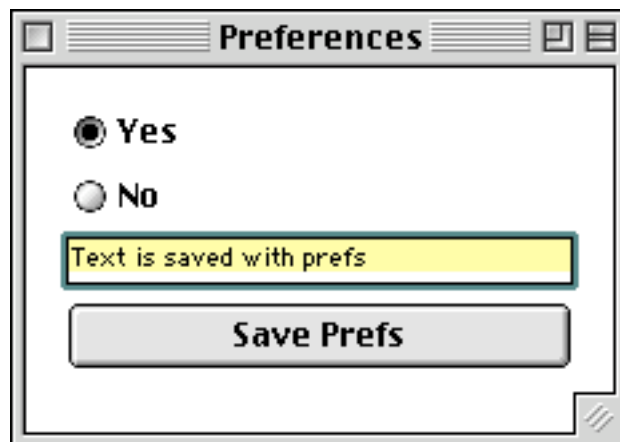 Preferences
Yes
No
Text is saved with prefs
Save Prefs